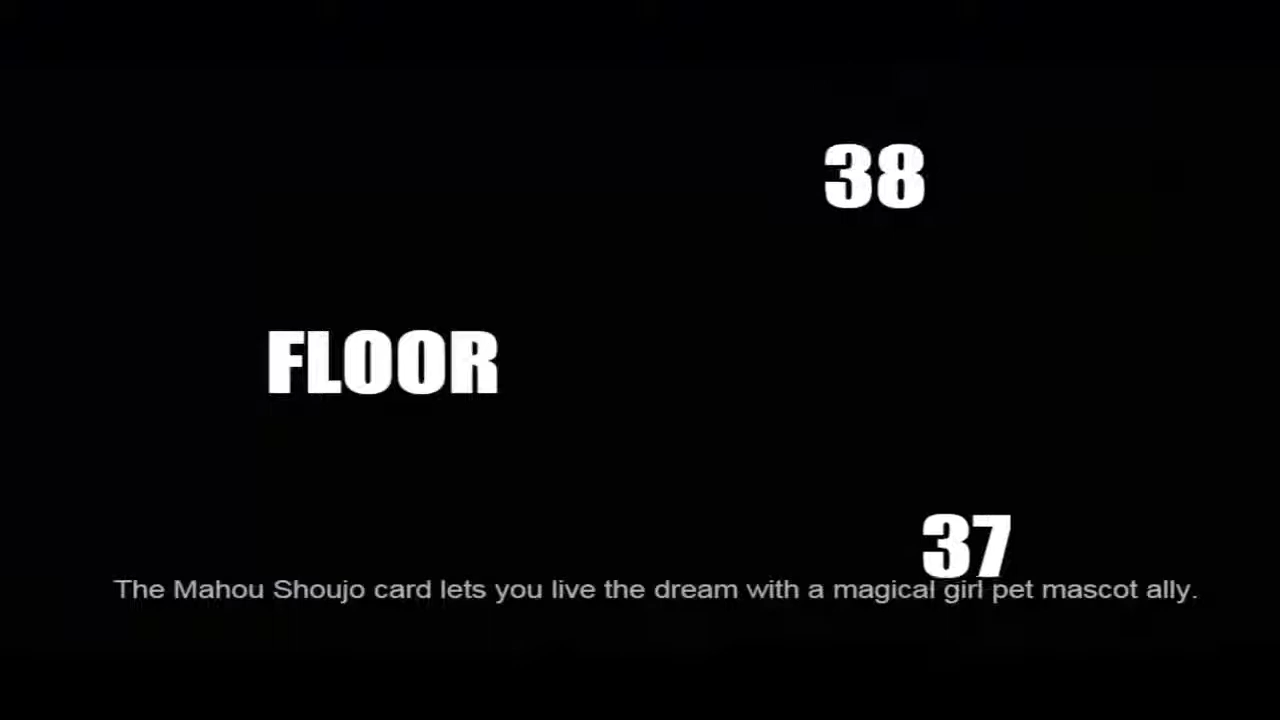 38
FLOOR
37
The Mahou Shoujo card lets you live the dream with a magical girl pet mascot ally.